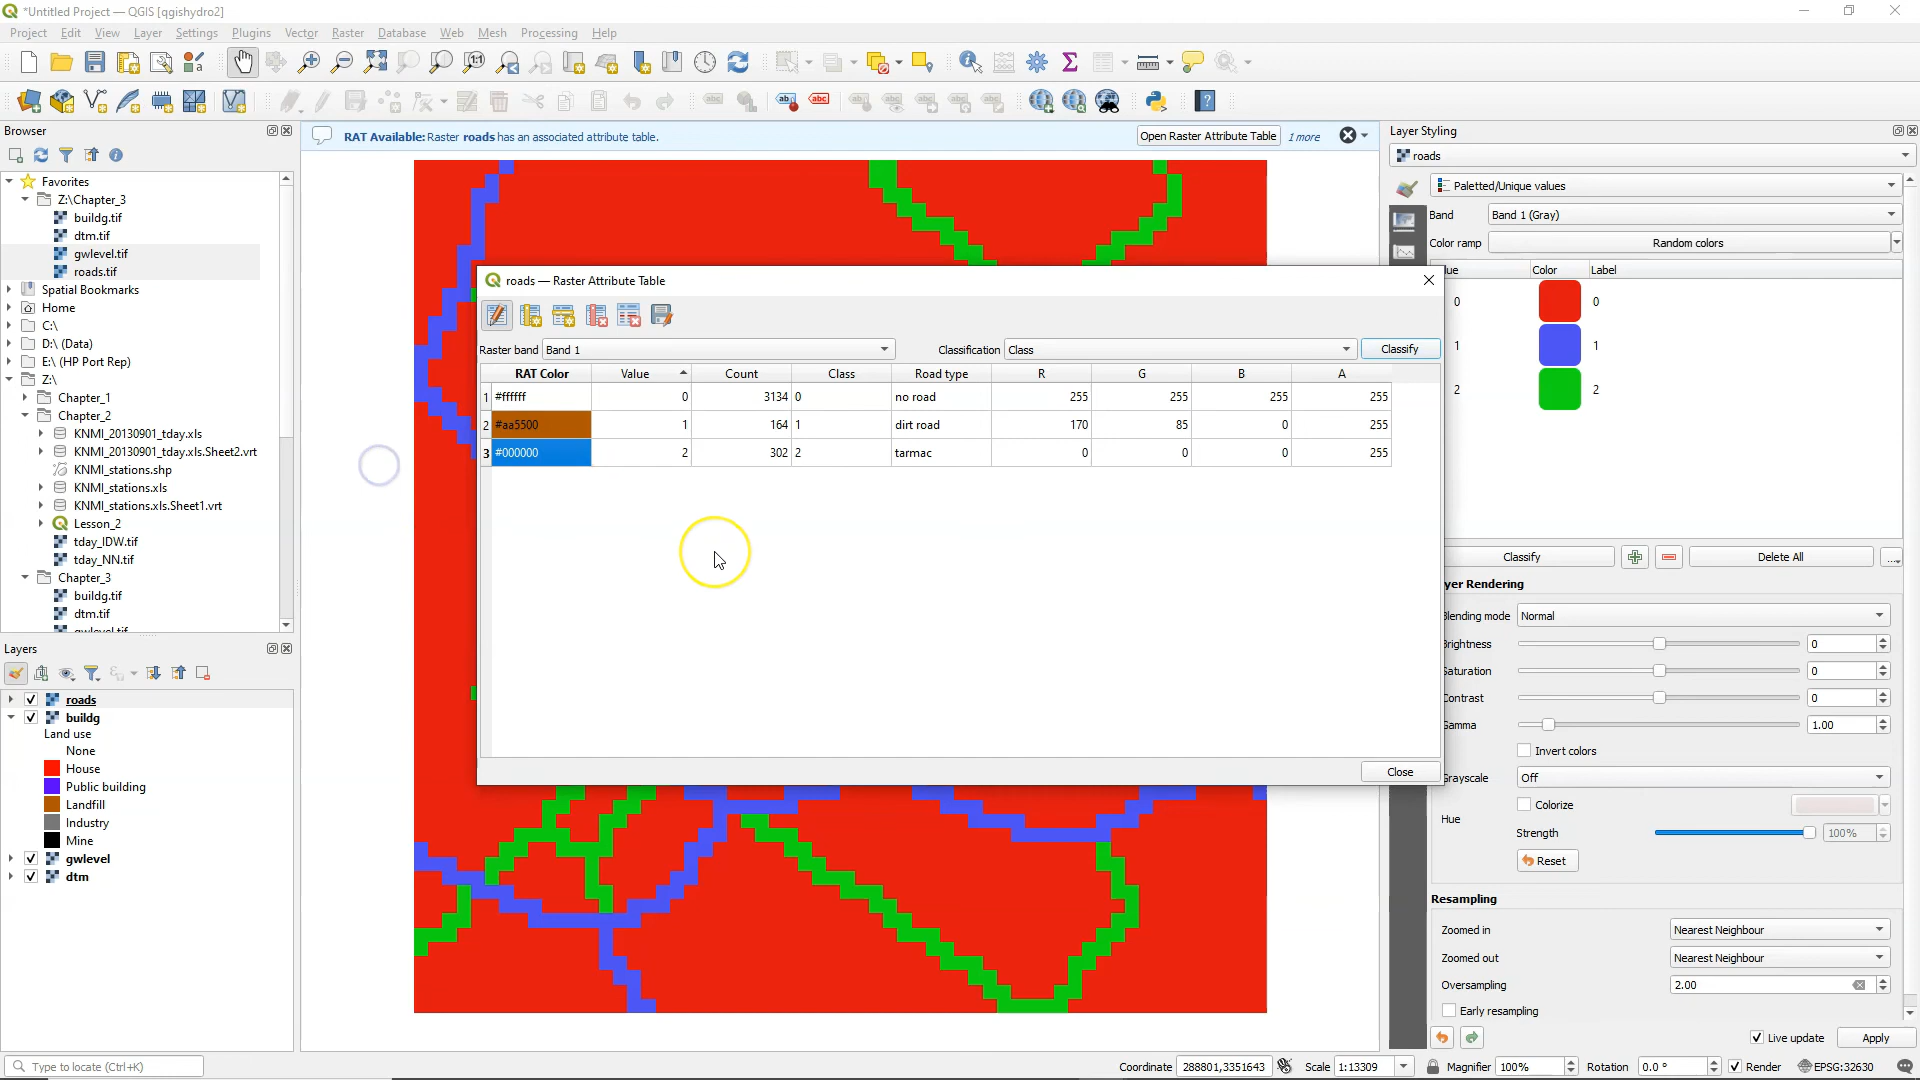 *Untitled Project — QGIS [qgishydro2]
Project Edit View Layer Settings Plugins Vector Raster Database Web Mesh Processing Help
Browser
Favorites
Z:\Chapter_3
buildg.tif
dtm.tif
gwlevel.tif
roads.tif
Spatial Bookmarks
Home
C:\
D:\ (Data)
E:\ (HP Port Rep)
Z:\
Chapter_1
Chapter_2
KNMI_20130901_tday.xls
KNMI_20130901_tday.xls.Sheet2.vrt
KNMI_stations.shp
KNMI_stations.xls
KNMI_stations.xls.Sheet1.vrt
Lesson_2
tday_IDW.tif
tday_NN.tif
Chapter_3
buildg.tif
dtm.tif
Layers
roads
buildg
Land use
None
House
Public building
Landfill
Industry
Mine
gwlevel
dtm
RAT Available: Raster roads has an associated attribute table.
Open Raster Attribute Table 1 more
roads — Raster Attribute Table
Raster band Band 1 Classification Class Classify
RAT Color Value Count Class Road type R G B A
1 #ffffff 0 3134 0 no road 255 255 255 255
2 #aa5500 1 164 1 dirt road 170 85 0 255
3 #000000 2 302 2 tarmac 0 0 0 255
Close
Layer Styling
roads
Paletted/Unique values
Band Band 1 (Gray)
Color ramp Random colors
lue Color Label
0 0
1 1
2 2
Classify Delete All ...
yer Rendering
Blending mode Normal
Brightness 0
Saturation 0
Contrast 0
Gamma 1.00
Invert colors
Grayscale Off
Hue
Colorize
Strength 100%
Reset
Resampling
Zoomed in Nearest Neighbour
Zoomed out Nearest Neighbour
Oversampling 2.00
Early resampling
Live update Apply
Type to locate (Ctrl+K) Coordinate 288801,3351643 Scale 1:13309 Magnifier 100% Rotation 0.0 ° Render EPSG:32630